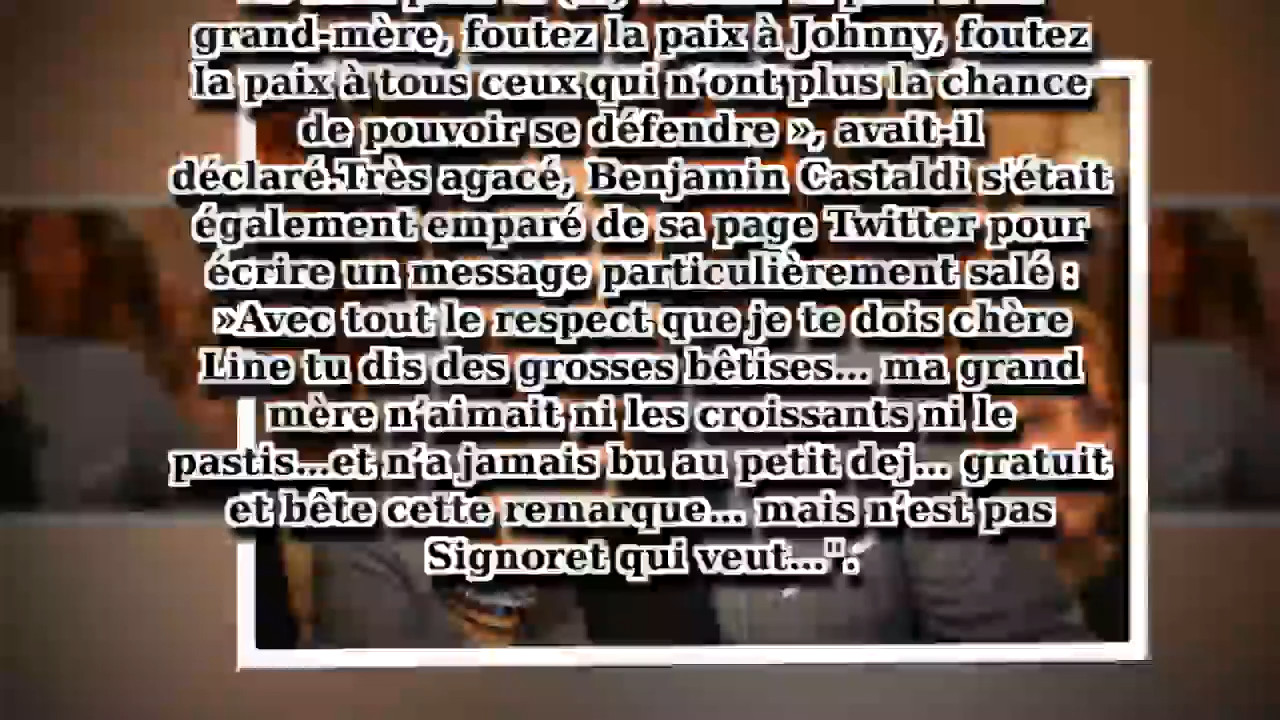 grand-mère, foutez la paix à Johnny, foutez
la paix à tous ceux qui n'ont plus la chance
de pouvoir se défendre », avait-il
déclaré.Très agacé, Benjamin Castaldi s'était
également emparé de sa page Twitter pour
écrire un message particulièrement salé :
»Avec tout le respect que je te dois chère
Line tu dis des grosses bêtises... ma grand
mère n'aimait ni les croissants ni le
pastis...et n'a jamais bu au petit dej... gratuit
et bête cette remarque... mais n'est pas
Signoret qui veut...".